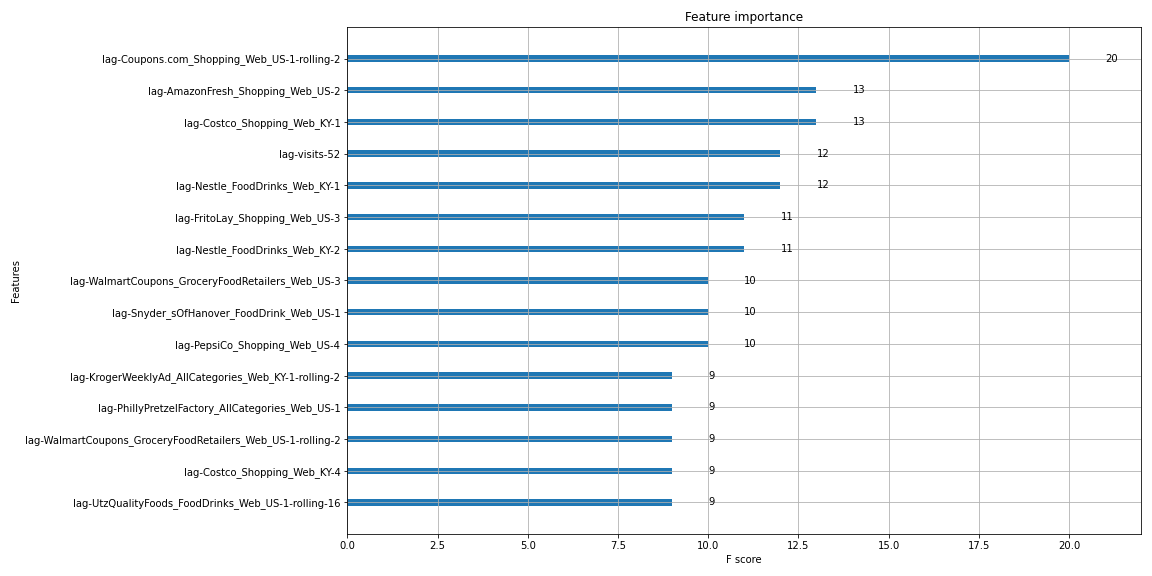 Feature importance
Features
lag-Coupons.com_Shopping_Web_US-1-rolling-2 20
lag-AmazonFresh_Shopping_Web_US-2 13
lag-Costco_Shopping_Web_KY-1 13
lag-visits-52 12
lag-Nestle_FoodDrinks_Web_KY-1 12
lag-FritoLay_Shopping_Web_US-3 11
lag-Nestle_FoodDrinks_Web_KY-2 11
lag-WalmartCoupons_GroceryFoodRetailers_Web_US-3 10
lag-Snyder_sOfHanover_FoodDrink_Web_US-1 10
lag-PepsiCo_Shopping_Web_US-4 10
lag-KrogerWeeklyAd_AllCategories_Web_KY-1-rolling-2 9
lag-PhillyPretzelFactory_AllCategories_Web_US-1 9
lag-WalmartCoupons_GroceryFoodRetailers_Web_US-1-rolling-2 9
lag-Costco_Shopping_Web_KY-4 9
lag-UtzQualityFoods_FoodDrinks_Web_US-1-rolling-16 9
0.0 2.5 5.0 7.5 10.0 12.5 15.0 17.5 20.0
F score